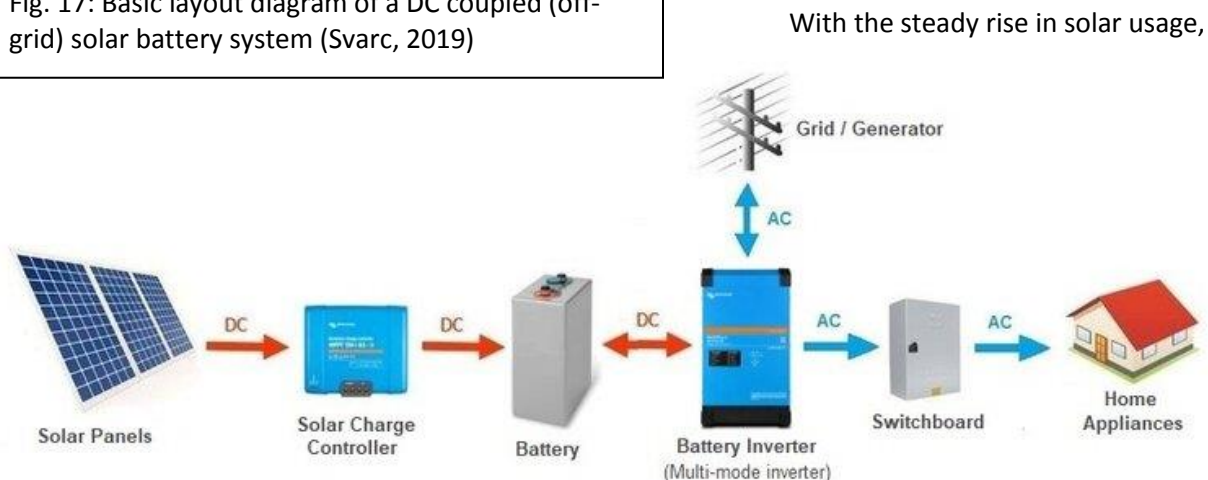 Fig. 17: Basic layout diagram of a DC coupled (off-
grid) solar battery system (Svarc, 2019)
With the steady rise in solar usage,
Grid / Generator
AC
DC
DC
DC
AC
AC
Solar Panels
Solar Charge
Controller
Battery
Battery Inverter
(Multi-mode inverter)
Switchboard
Home
Appliances